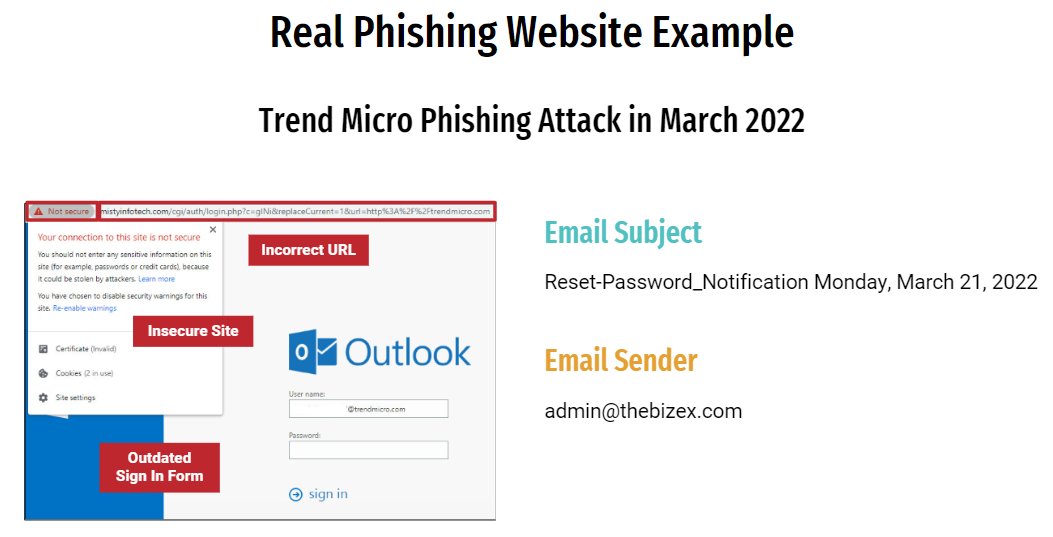 Real Phishing Website Example
Trend Micro Phishing Attack in March 2022
Not secure
mistyinfotech.com/cgi/auth/login.php?c=glNi&replaceCurrent=1&url=http%3A%2F%2Ftrendmicro.com
Your connection to this site is not secure
You should not enter any sensitive information on this
site (for example, passwords or credit cards), because
it could be stolen by attackers. Learn more
You have chosen to disable security warnings for this
site. Re-enable warnings
Certificate (Invalid)
Cookies (2 in use)
Site settings
Incorrect URL
Insecure Site
Outlook
User name:
@trendmicro.com
Password:
Outdated
Sign In Form
sign in
Email Subject
Reset-Password_Notification Monday, March 21, 2022
Email Sender
admin@thebizex.com